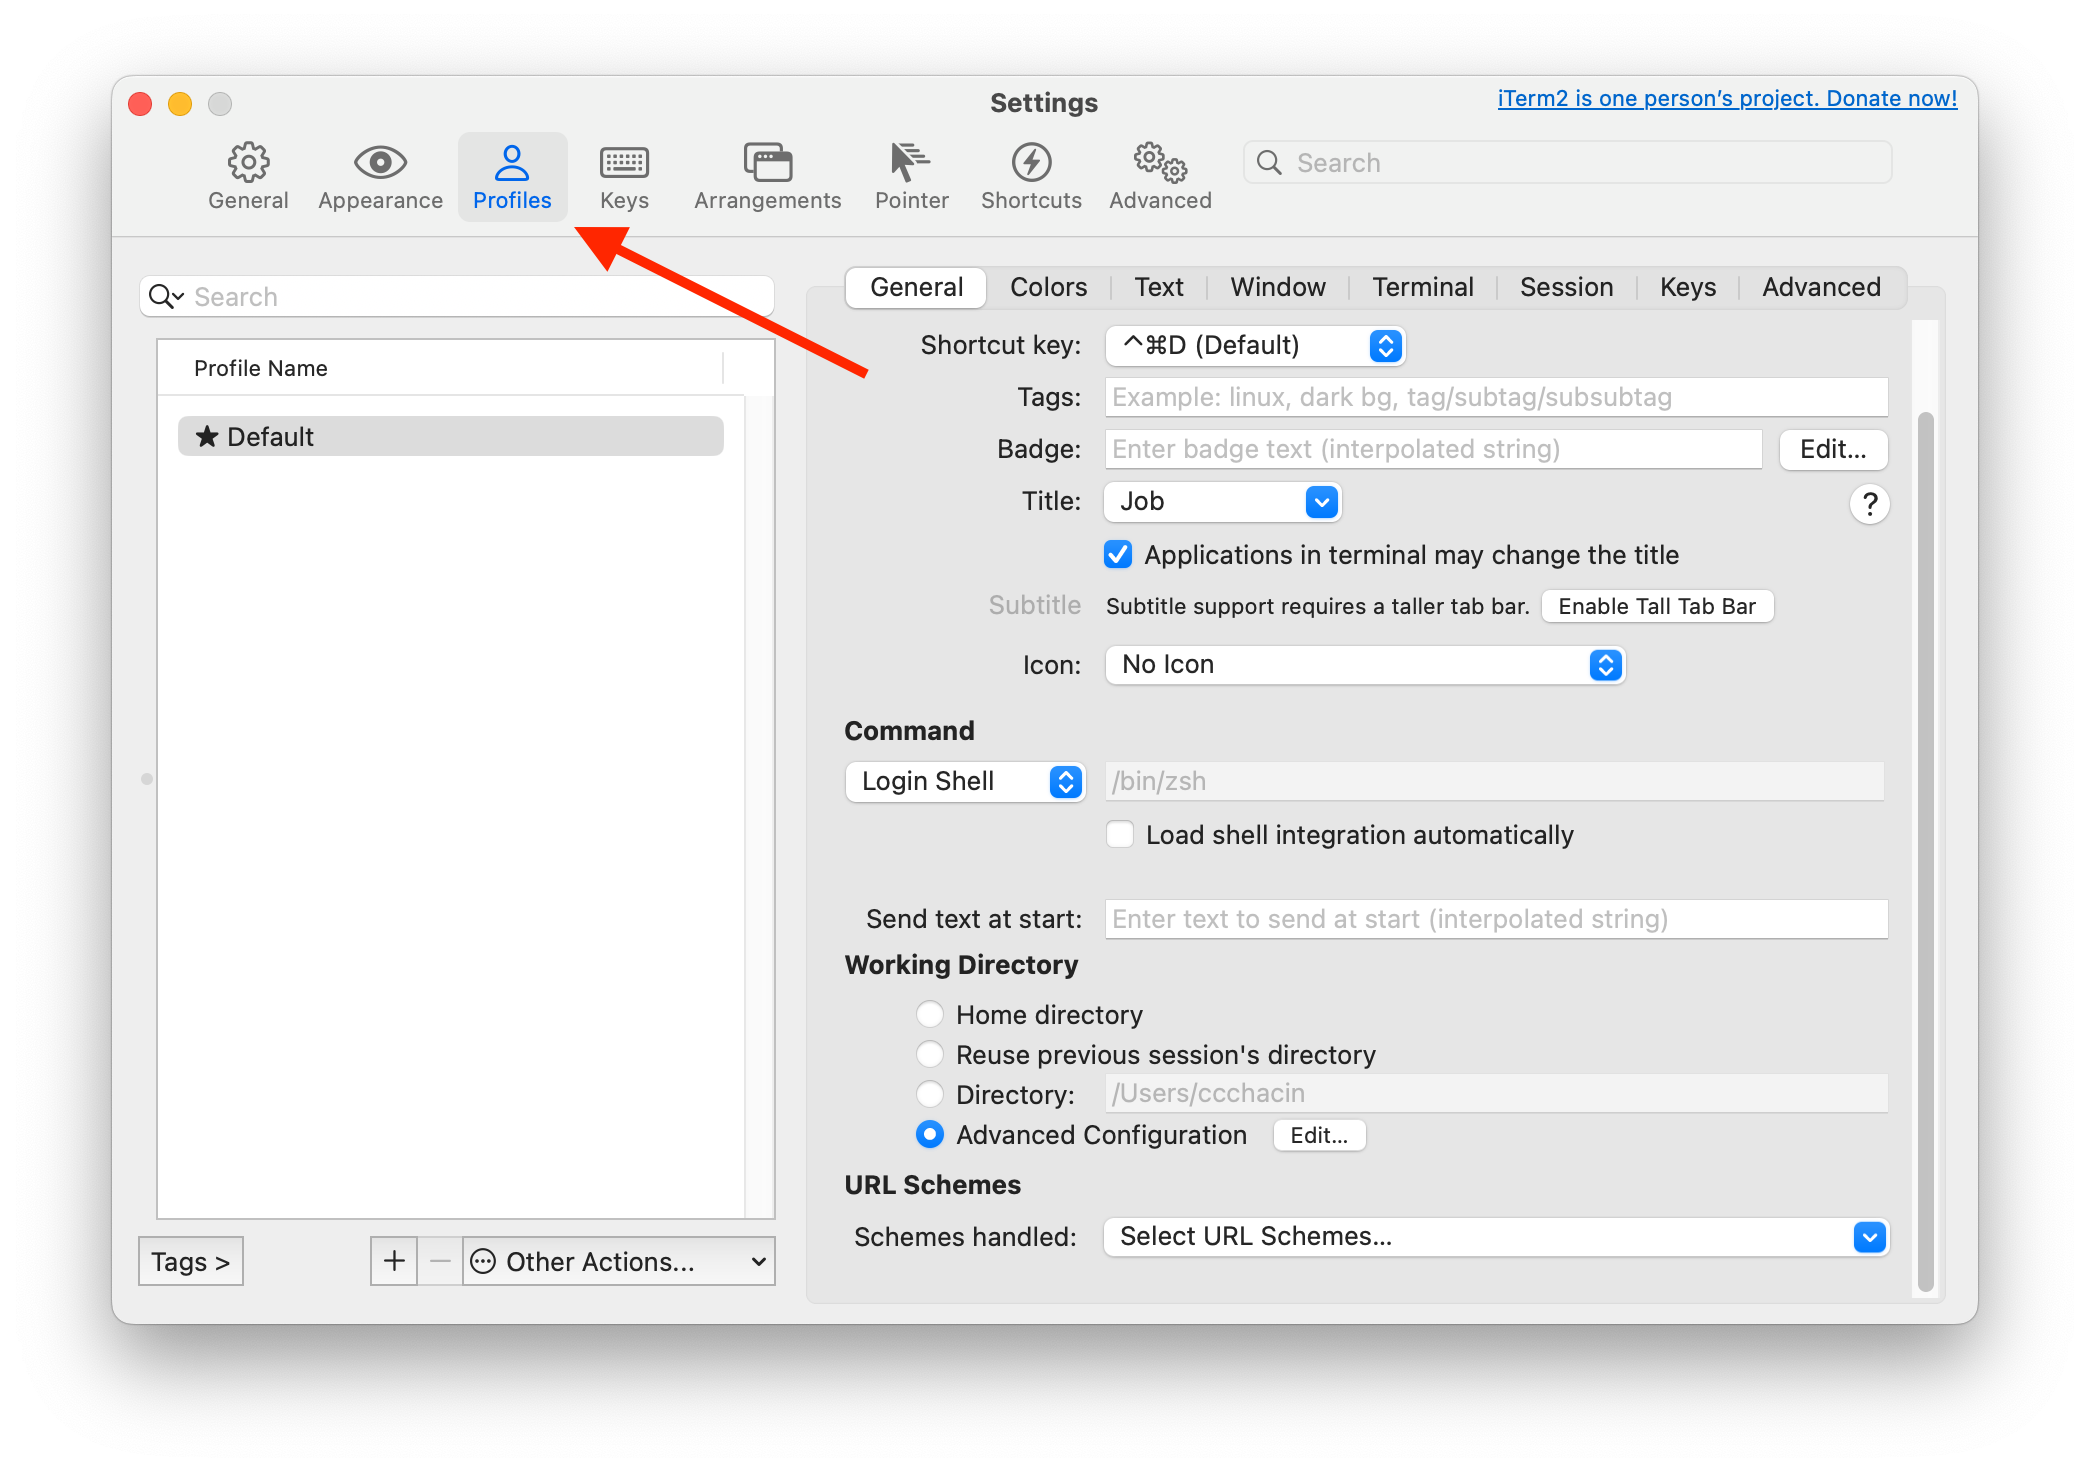 Settings
iTerm2 is one person’s project. Donate now!
General
Appearance
Profiles
Keys
Arrangements
Pointer
Shortcuts
Advanced
Search
Search
Profile Name
★ Default
Tags >
Other Actions...
General Colors Text Window Terminal Session Keys Advanced
Shortcut key: ^⌘D (Default)
Tags: Example: linux, dark bg, tag/subtag/subsubtag
Badge: Enter badge text (interpolated string) Edit...
Title: Job ?
Applications in terminal may change the title
Subtitle Subtitle support requires a taller tab bar. Enable Tall Tab Bar
Icon: No Icon
Command
Login Shell /bin/zsh
Load shell integration automatically
Send text at start: Enter text to send at start (interpolated string)
Working Directory
Home directory
Reuse previous session's directory
Directory: /Users/ccchacin
Advanced Configuration Edit...
URL Schemes
Schemes handled: Select URL Schemes...